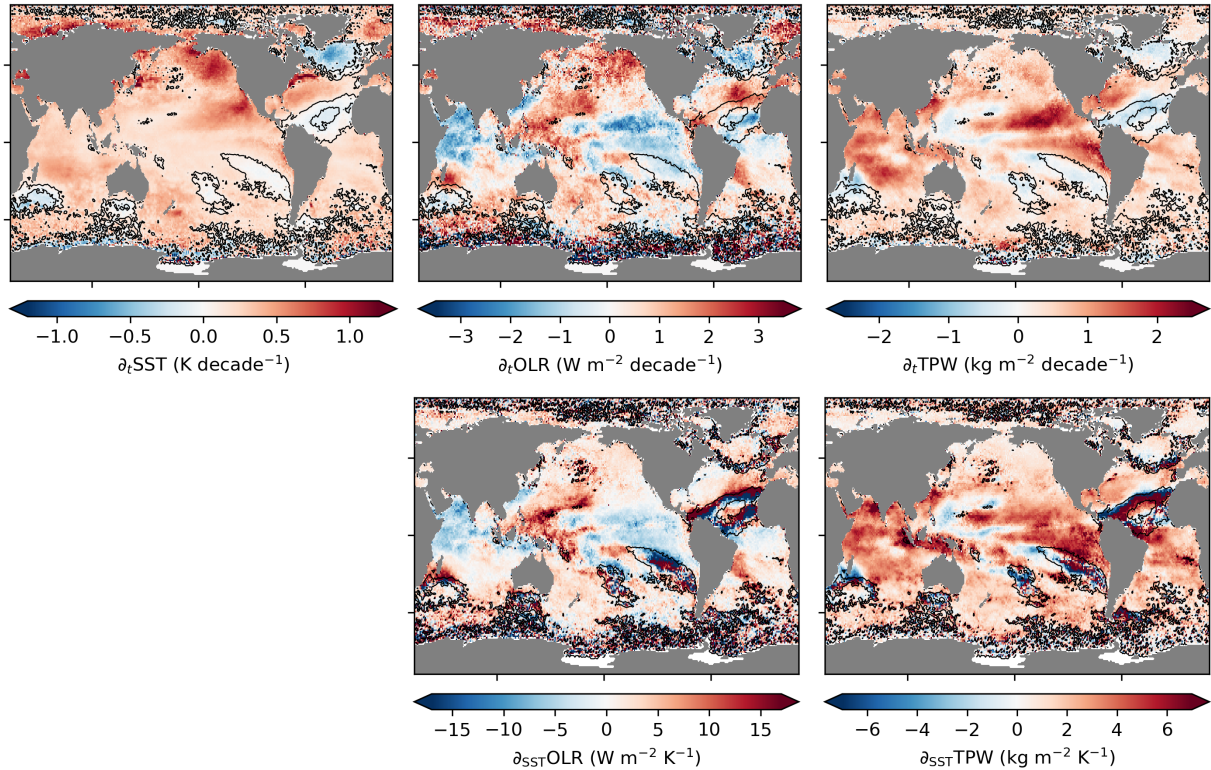 −1.0 −0.5 0.0 0.5 1.0
∂ₜSST (K decade⁻¹)
−3 −2 −1 0 1 2 3
∂ₜOLR (W m⁻² decade⁻¹)
−2 −1 0 1 2
∂ₜTPW (kg m⁻² decade⁻¹)
−15 −10 −5 0 5 10 15
∂SSTOLR (W m⁻² K⁻¹)
−6 −4 −2 0 2 4 6
∂SSTTPW (kg m⁻² K⁻¹)